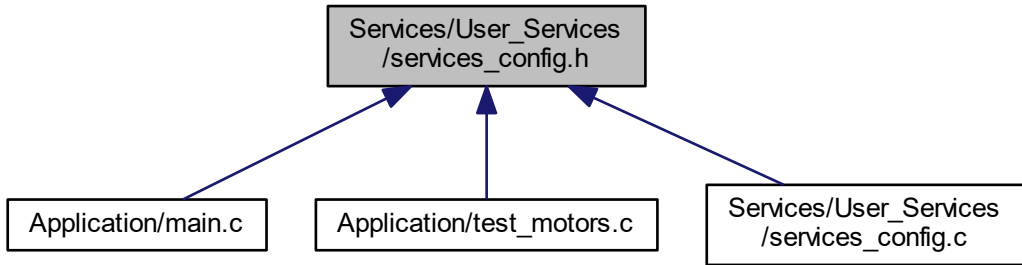 Services/User_Services
/services_config.h
Application/main.c
Application/test_motors.c
Services/User_Services
/services_config.c